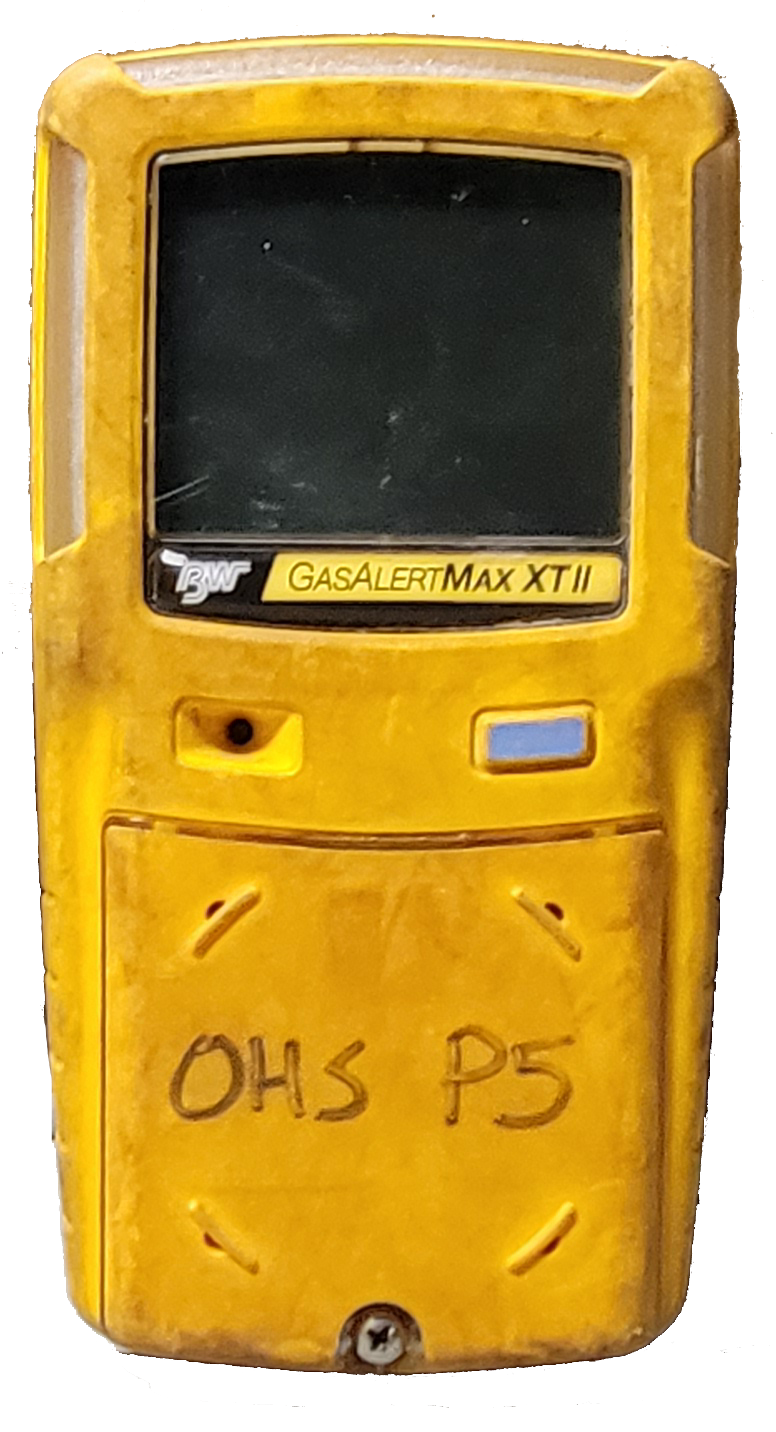 BW GASALERTMAX XT II
OHS P5